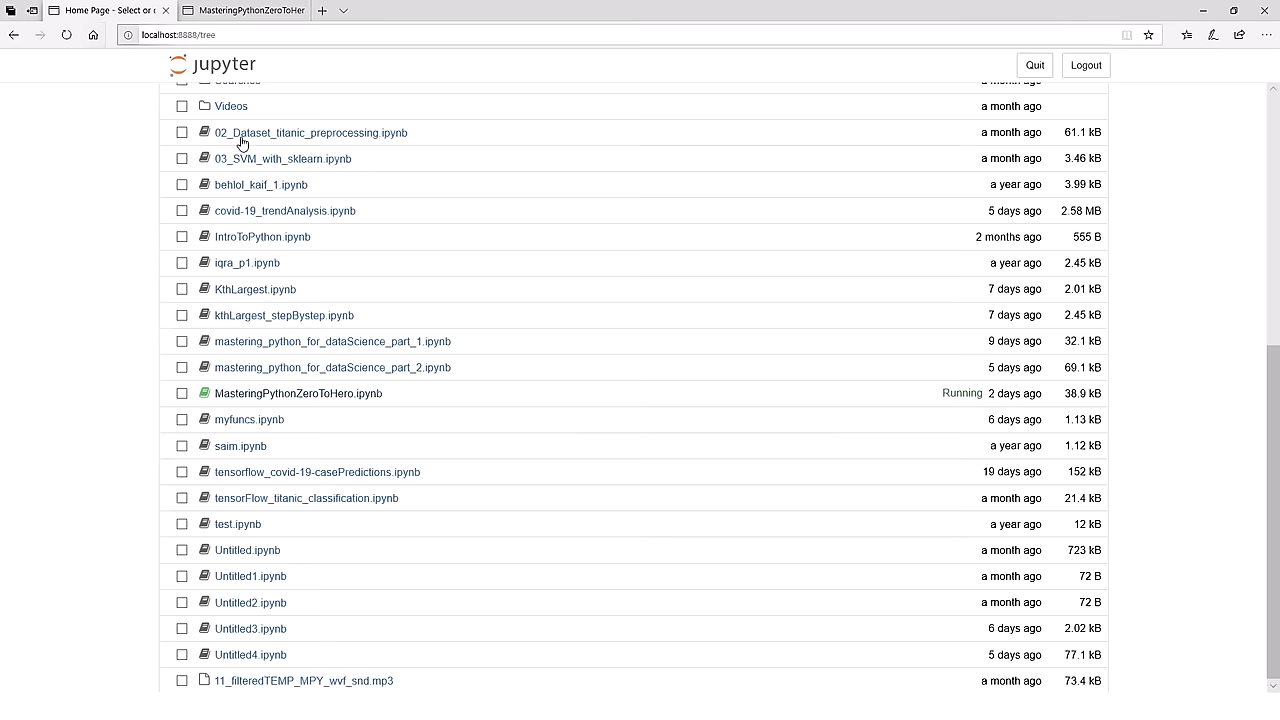 Home Page - Select or c
MasteringPythonZeroToHer
localhost:8888/tree
jupyter
Quit
Logout
a month ago
Videos a month ago
02_Dataset_titanic_preprocessing.ipynb a month ago 61.1 kB
03_SVM_with_sklearn.ipynb a month ago 3.46 kB
behlol_kaif_1.ipynb a year ago 3.99 kB
covid-19_trendAnalysis.ipynb 5 days ago 2.58 MB
IntroToPython.ipynb 2 months ago 555 B
iqra_p1.ipynb a year ago 2.45 kB
KthLargest.ipynb 7 days ago 2.01 kB
kthLargest_stepBystep.ipynb 7 days ago 2.45 kB
mastering_python_for_dataScience_part_1.ipynb 9 days ago 32.1 kB
mastering_python_for_dataScience_part_2.ipynb 5 days ago 69.1 kB
MasteringPythonZeroToHero.ipynb Running 2 days ago 38.9 kB
myfuncs.ipynb 6 days ago 1.13 kB
saim.ipynb a year ago 1.12 kB
tensorflow_covid-19-casePredictions.ipynb 19 days ago 152 kB
tensorFlow_titanic_classification.ipynb a month ago 21.4 kB
test.ipynb a year ago 12 kB
Untitled.ipynb a month ago 723 kB
Untitled1.ipynb a month ago 72 B
Untitled2.ipynb a month ago 72 B
Untitled3.ipynb 6 days ago 2.02 kB
Untitled4.ipynb 5 days ago 77.1 kB
11_filteredTEMP_MPY_wvf_snd.mp3 a month ago 73.4 kB